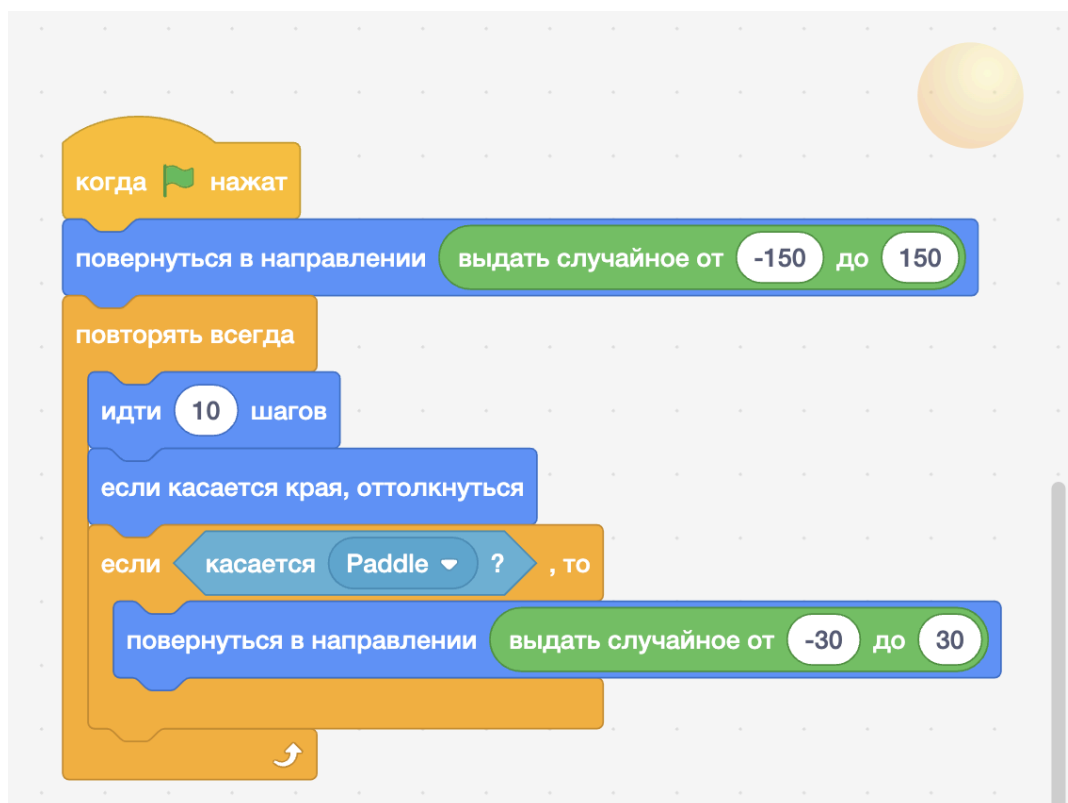 когда нажат
повернуться в направлении выдать случайное от -150 до 150
повторять всегда
идти 10 шагов
если касается края, оттолкнуться
если касается Paddle ? , то
повернуться в направлении выдать случайное от -30 до 30